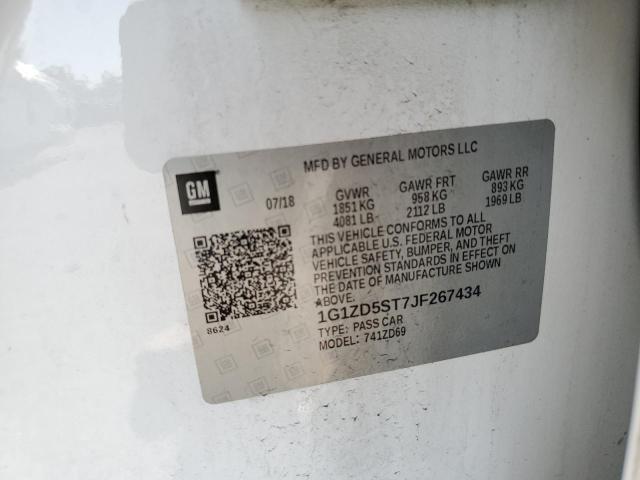 MFD BY GENERAL MOTORS LLC
GM
07/18 GVWR GAWR FRT GAWR RR
1851 KG 958 KG 893 KG
4081 LB 2112 LB 1969 LB
THIS VEHICLE CONFORMS TO ALL
APPLICABLE U.S. FEDERAL MOTOR
VEHICLE SAFETY, BUMPER, AND THEFT
PREVENTION STANDARDS IN EFFECT ON
THE DATE OF MANUFACTURE SHOWN
ABOVE.
1G1ZD5ST7JF267434
TYPE: PASS CAR
MODEL: 741ZD69
8624